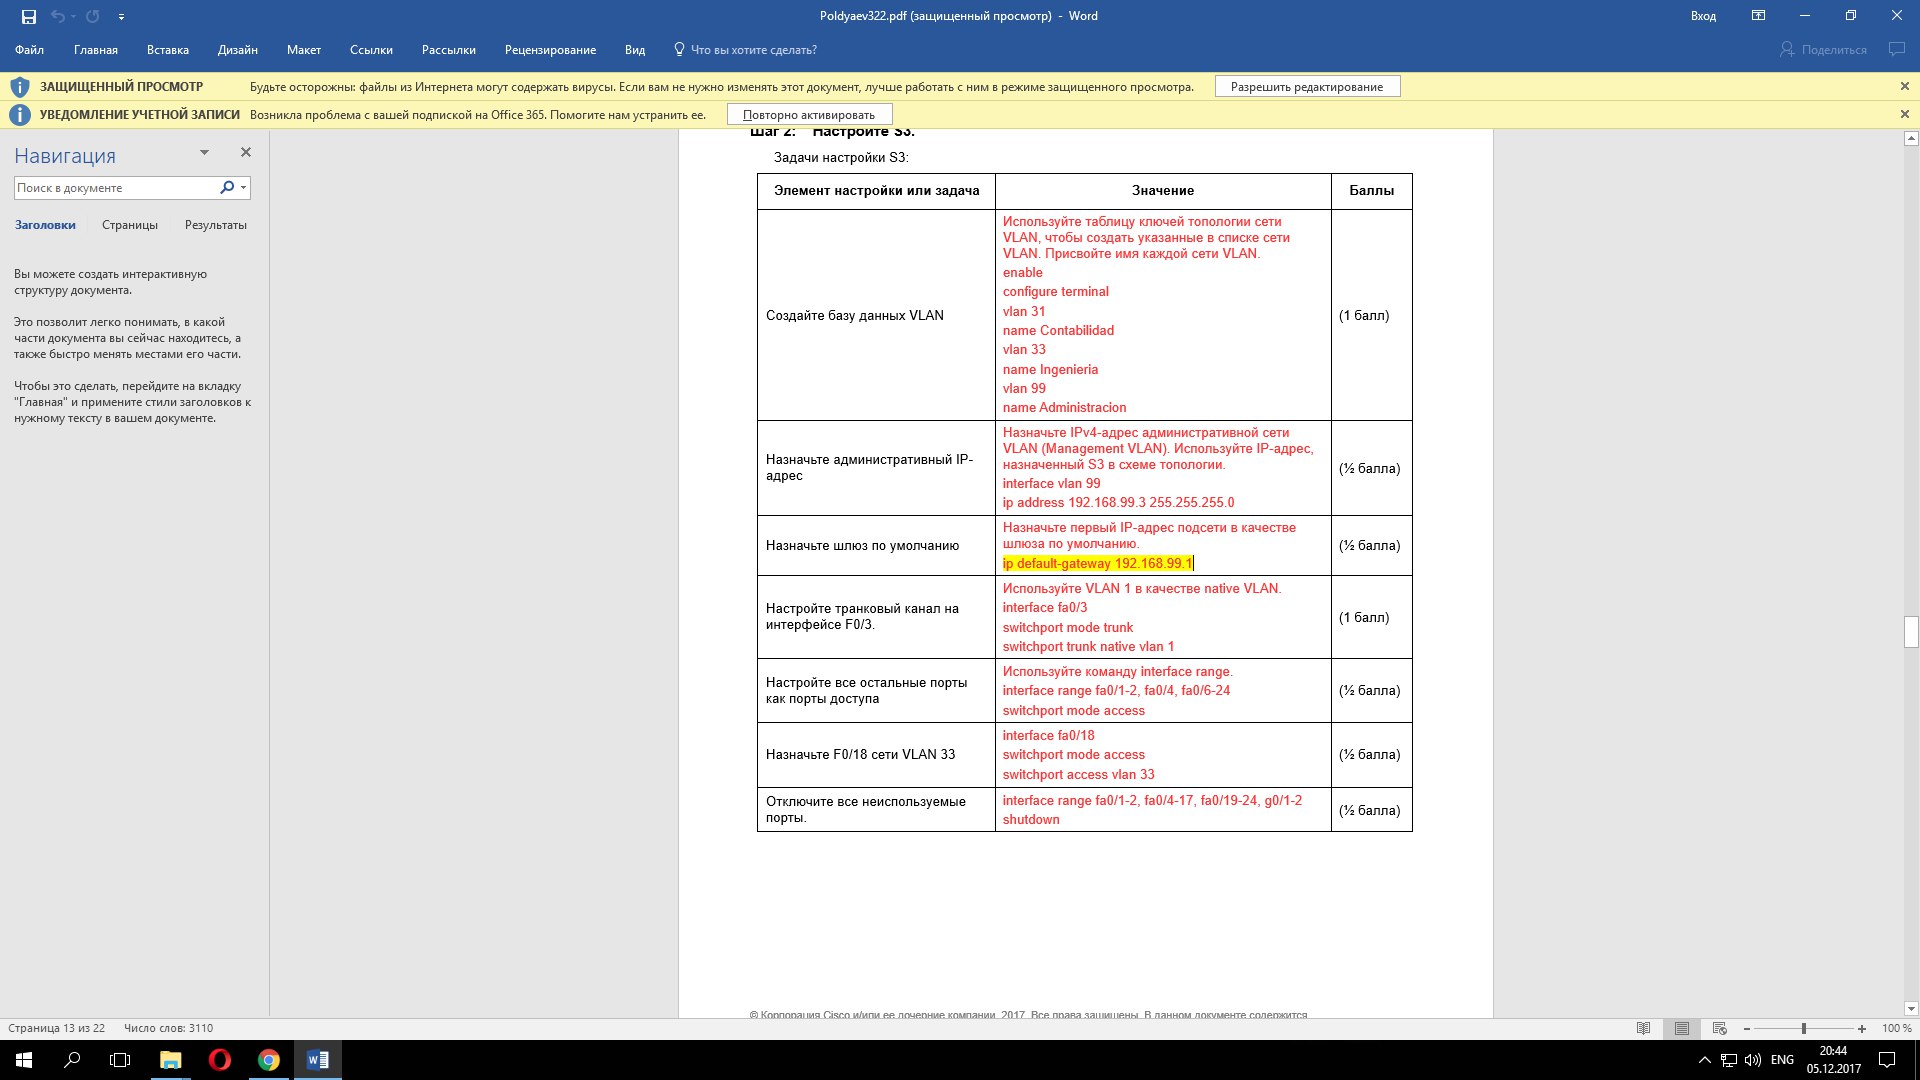 Poldyaev322.pdf (защищенный просмотр) - Word
Вход
Файл Главная Вставка Дизайн Макет Ссылки Рассылки Рецензирование Вид Что вы хотите сделать? Поделиться
ЗАЩИЩЕННЫЙ ПРОСМОТР Будьте осторожны: файлы из Интернета могут содержать вирусы. Если вам не нужно изменять этот документ, лучше работать с ним в режиме защищенного просмотра. Разрешить редактирование
УВЕДОМЛЕНИЕ УЧЕТНОЙ ЗАПИСИ Возникла проблема с вашей подпиской на Office 365. Помогите нам устранить ее. Повторно активировать
Навигация
Поиск в документе
Заголовки Страницы Результаты
Вы можете создать интерактивную
структуру документа.
Это позволит легко понимать, в какой
части документа вы сейчас находитесь, а
также быстро менять местами его части.
Чтобы это сделать, перейдите на вкладку
"Главная" и примените стили заголовков к
нужному тексту в вашем документе.
Шаг 2: Настройте S3.
Задачи настройки S3:
Элемент настройки или задача
Значение
Баллы
Создайте базу данных VLAN
Используйте таблицу ключей топологии сети
VLAN, чтобы создать указанные в списке сети
VLAN. Присвойте имя каждой сети VLAN.
enable
configure terminal
vlan 31
name Contabilidad
vlan 33
name Ingenieria
vlan 99
name Administracion
(1 балл)
Назначьте административный IP-
адрес
Назначьте IPv4-адрес административной сети
VLAN (Management VLAN). Используйте IP-адрес,
назначенный S3 в схеме топологии.
interface vlan 99
ip address 192.168.99.3 255.255.255.0
(½ балла)
Назначьте шлюз по умолчанию
Назначьте первый IP-адрес подсети в качестве
шлюза по умолчанию.
ip default-gateway 192.168.99.1
(½ балла)
Настройте транковый канал на
интерфейсе F0/3.
Используйте VLAN 1 в качестве native VLAN.
interface fa0/3
switchport mode trunk
switchport trunk native vlan 1
(1 балл)
Настройте все остальные порты
как порты доступа
Используйте команду interface range.
interface range fa0/1-2, fa0/4, fa0/6-24
switchport mode access
(½ балла)
Назначьте F0/18 сети VLAN 33
interface fa0/18
switchport mode access
switchport access vlan 33
(½ балла)
Отключите все неиспользуемые
порты.
interface range fa0/1-2, fa0/4-17, fa0/19-24, g0/1-2
shutdown
(½ балла)
© Корпорация Cisco и/или ее дочерние компании, 2017. Все права защищены. В данном документе содержится
Страница 13 из 22 Число слов: 3110
100 %
ENG
20:44
05.12.2017